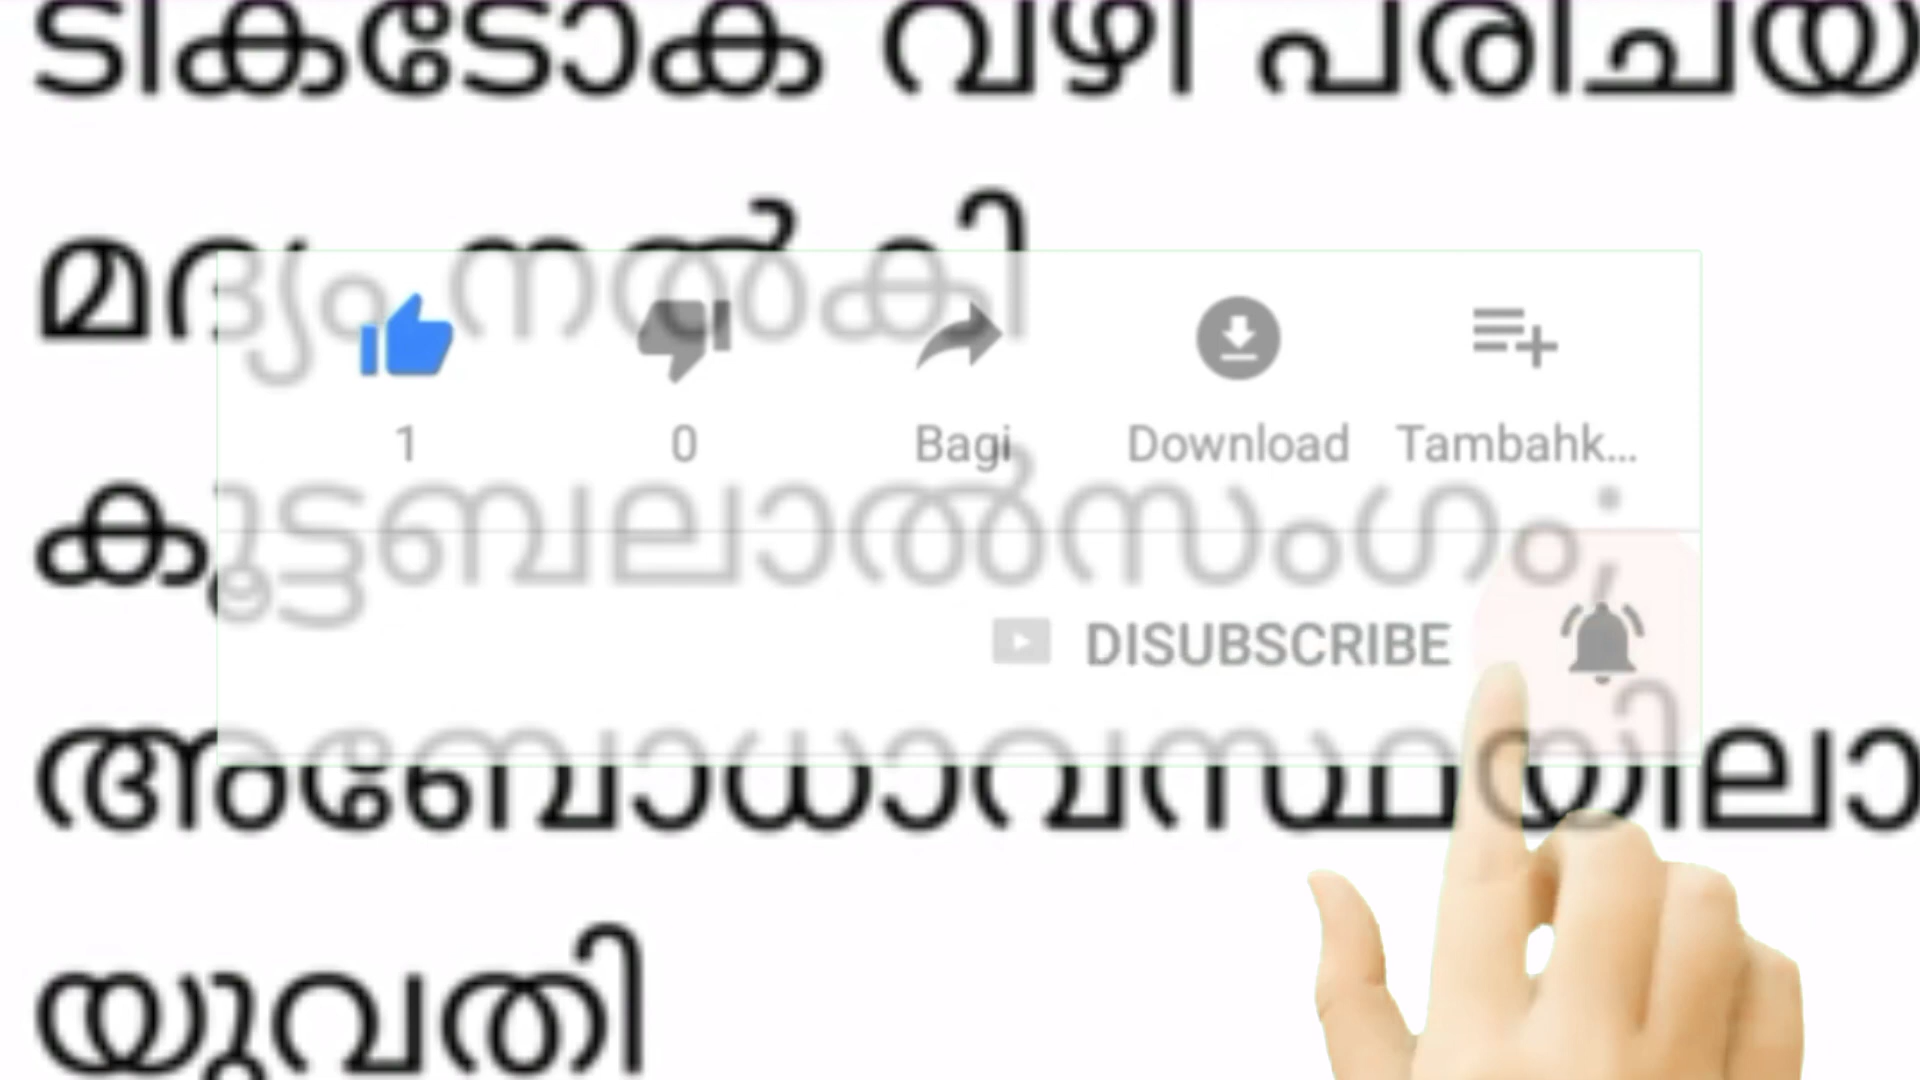 ടികടോക വഴി പരിചയ
മദ്യം നൽകി
1 0 Bagi Download Tambahk...
കൂട്ടബലാൽസംഗം;
DISUBSCRIBE
അബോധാവസ്ഥയിലാ
യുവതി